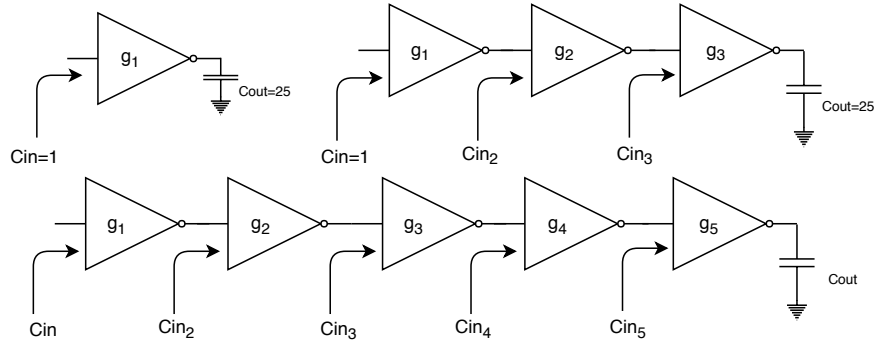 g₁ g₁ g₂ g₃
Cout=25 Cout=25
Cin=1 Cin=1 Cin₂ Cin₃
g₁ g₂ g₃ g₄ g₅
Cout
Cin Cin₂ Cin₃ Cin₄ Cin₅